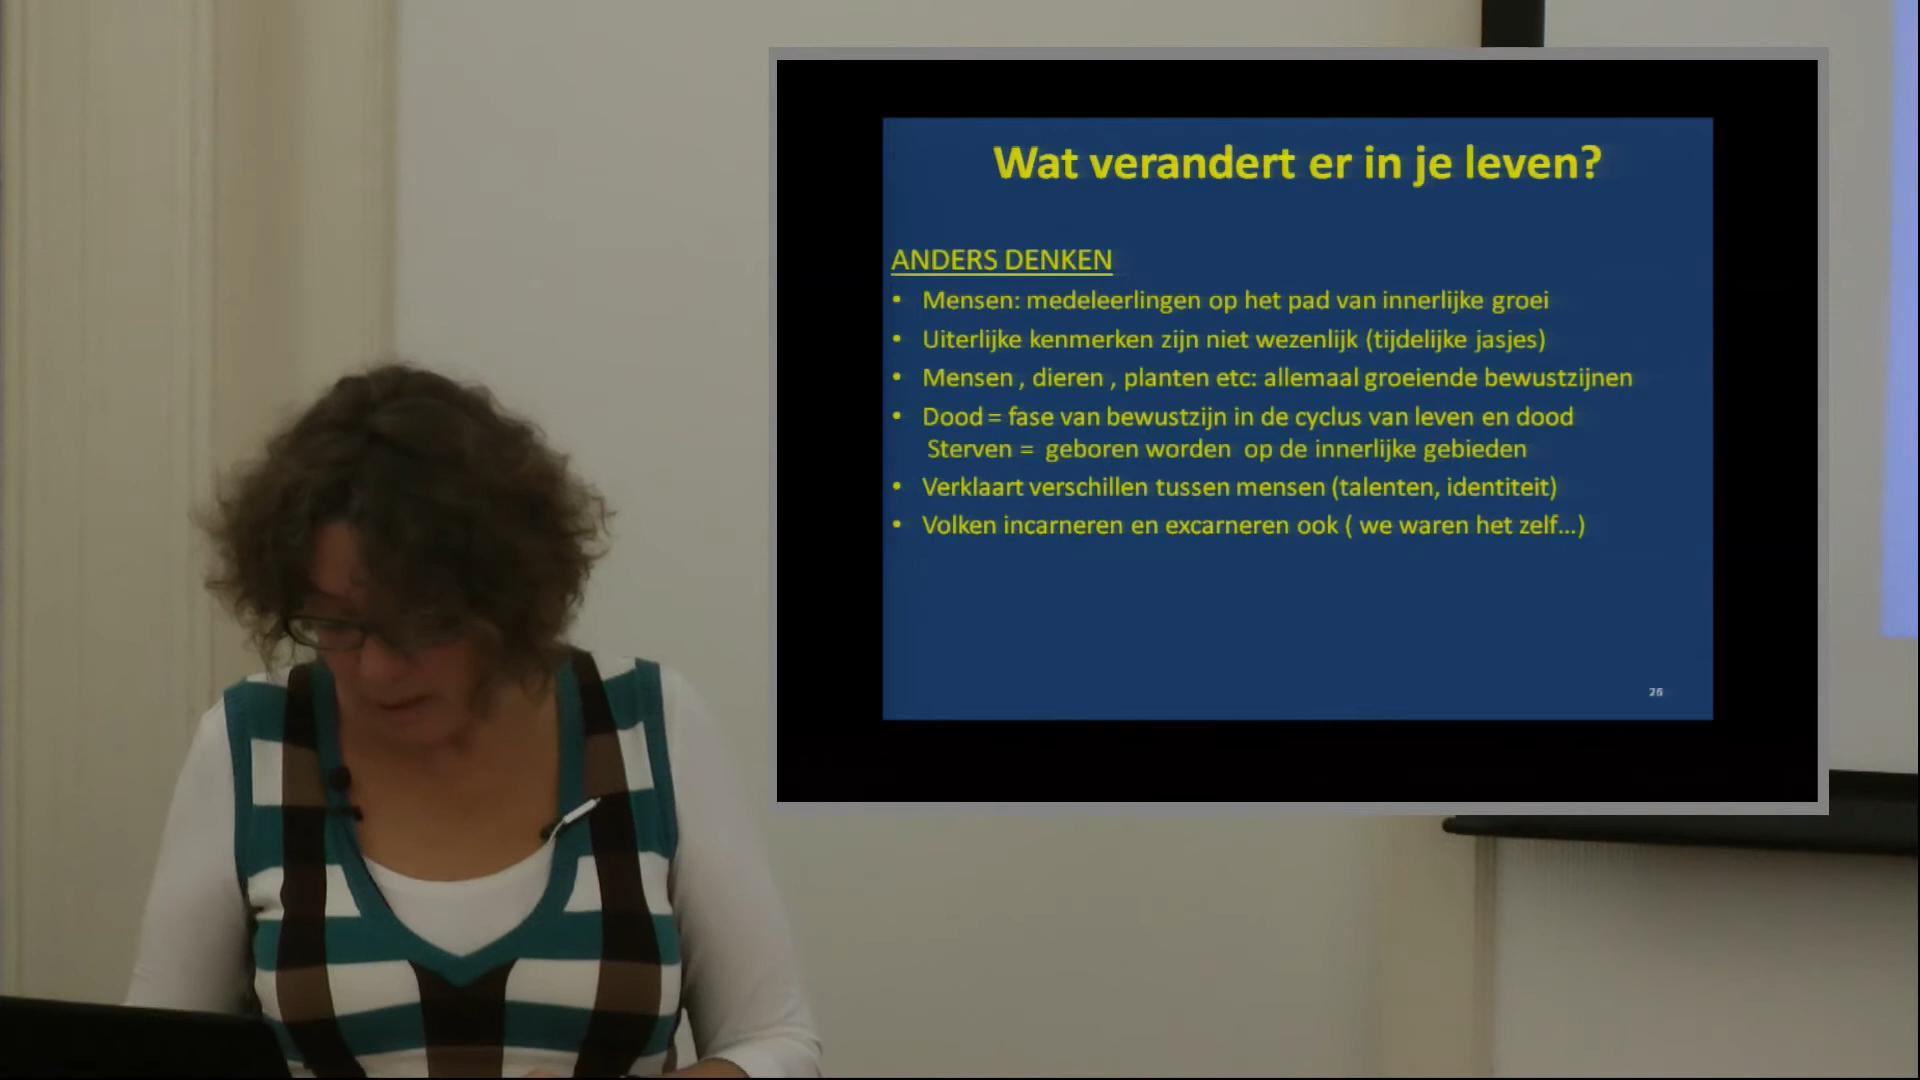 Wat verandert er in je leven?
ANDERS DENKEN
• Mensen: medeleerlingen op het pad van innerlijke groei
• Uiterlijke kenmerken zijn niet wezenlijk (tijdelijke jasjes)
• Mensen , dieren , planten etc: allemaal groeiende bewustzijnen
• Dood = fase van bewustzijn in de cyclus van leven en dood
Sterven = geboren worden op de innerlijke gebieden
• Verklaart verschillen tussen mensen (talenten, identiteit)
• Volken incarneren en excarneren ook ( we waren het zelf...)
26